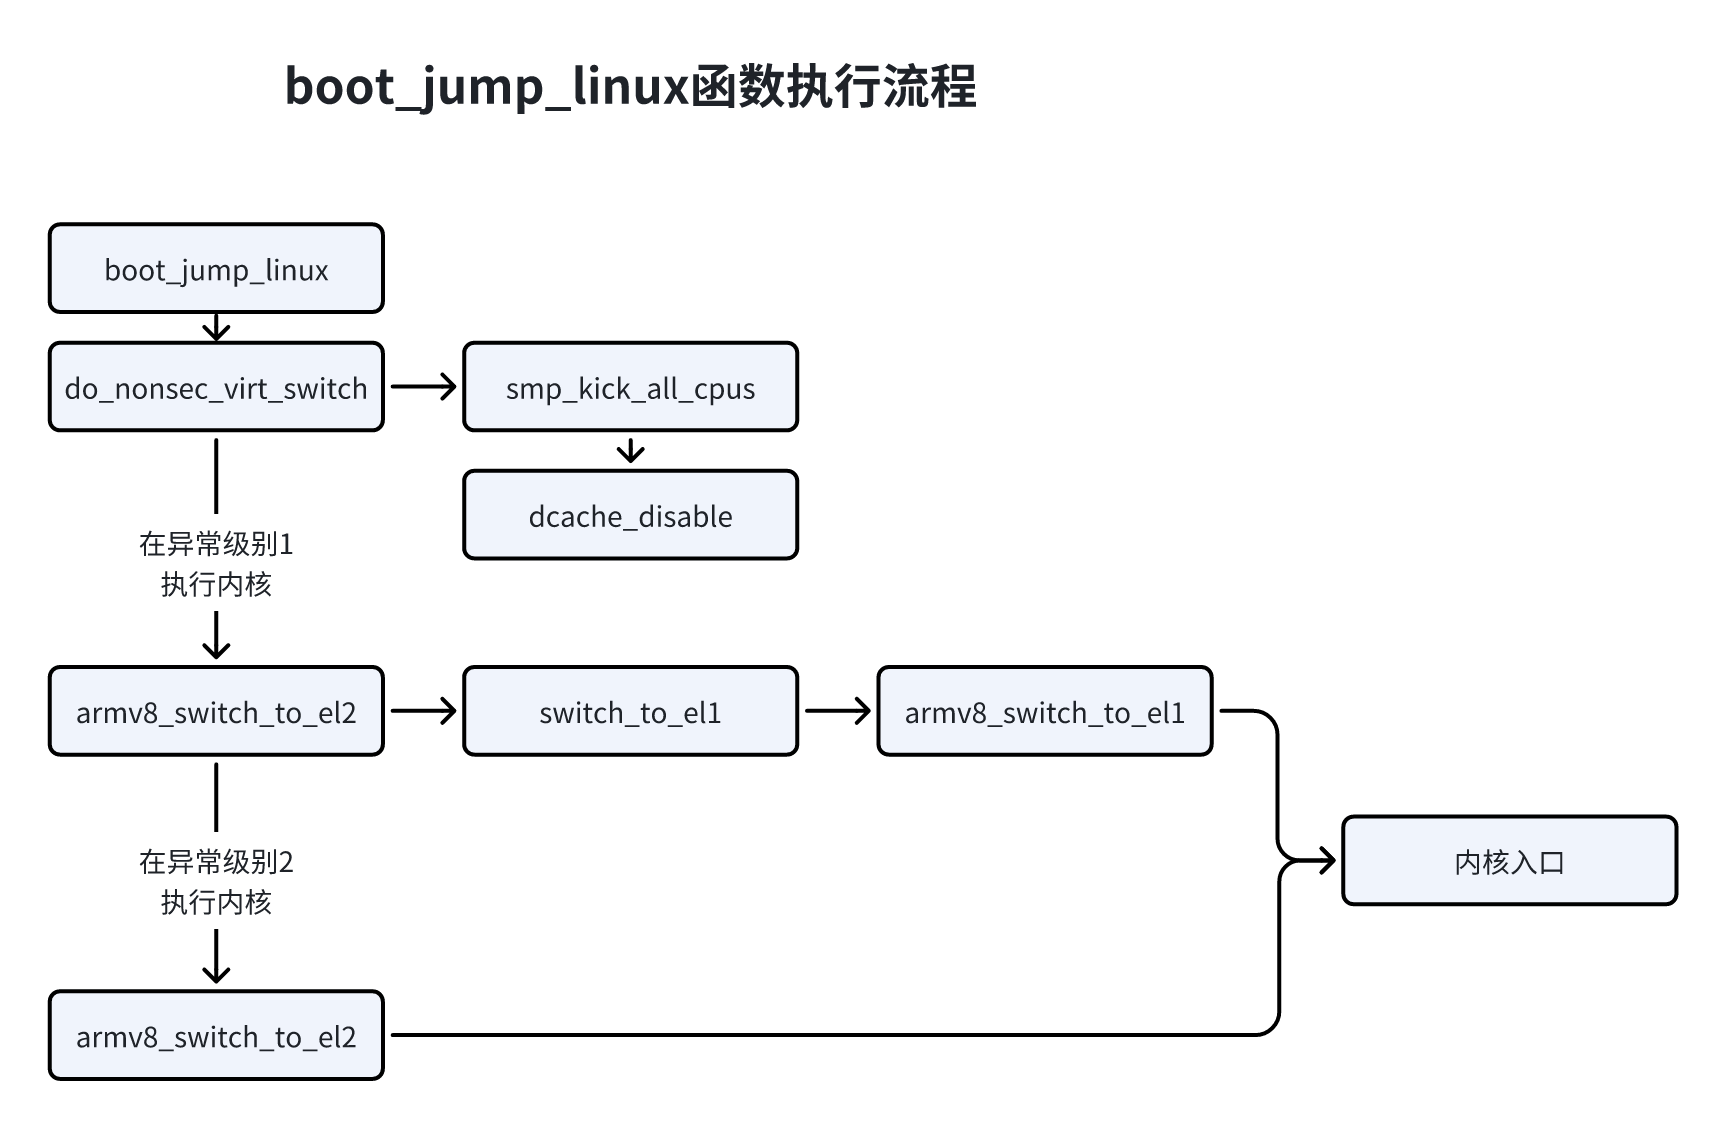 boot_jump_linux函数执行流程
boot_jump_linux
do_nonsec_virt_switch
smp_kick_all_cpus
dcache_disable
在异常级别1
执行内核
armv8_switch_to_el2
switch_to_el1
armv8_switch_to_el1
在异常级别2
执行内核
内核入口
armv8_switch_to_el2